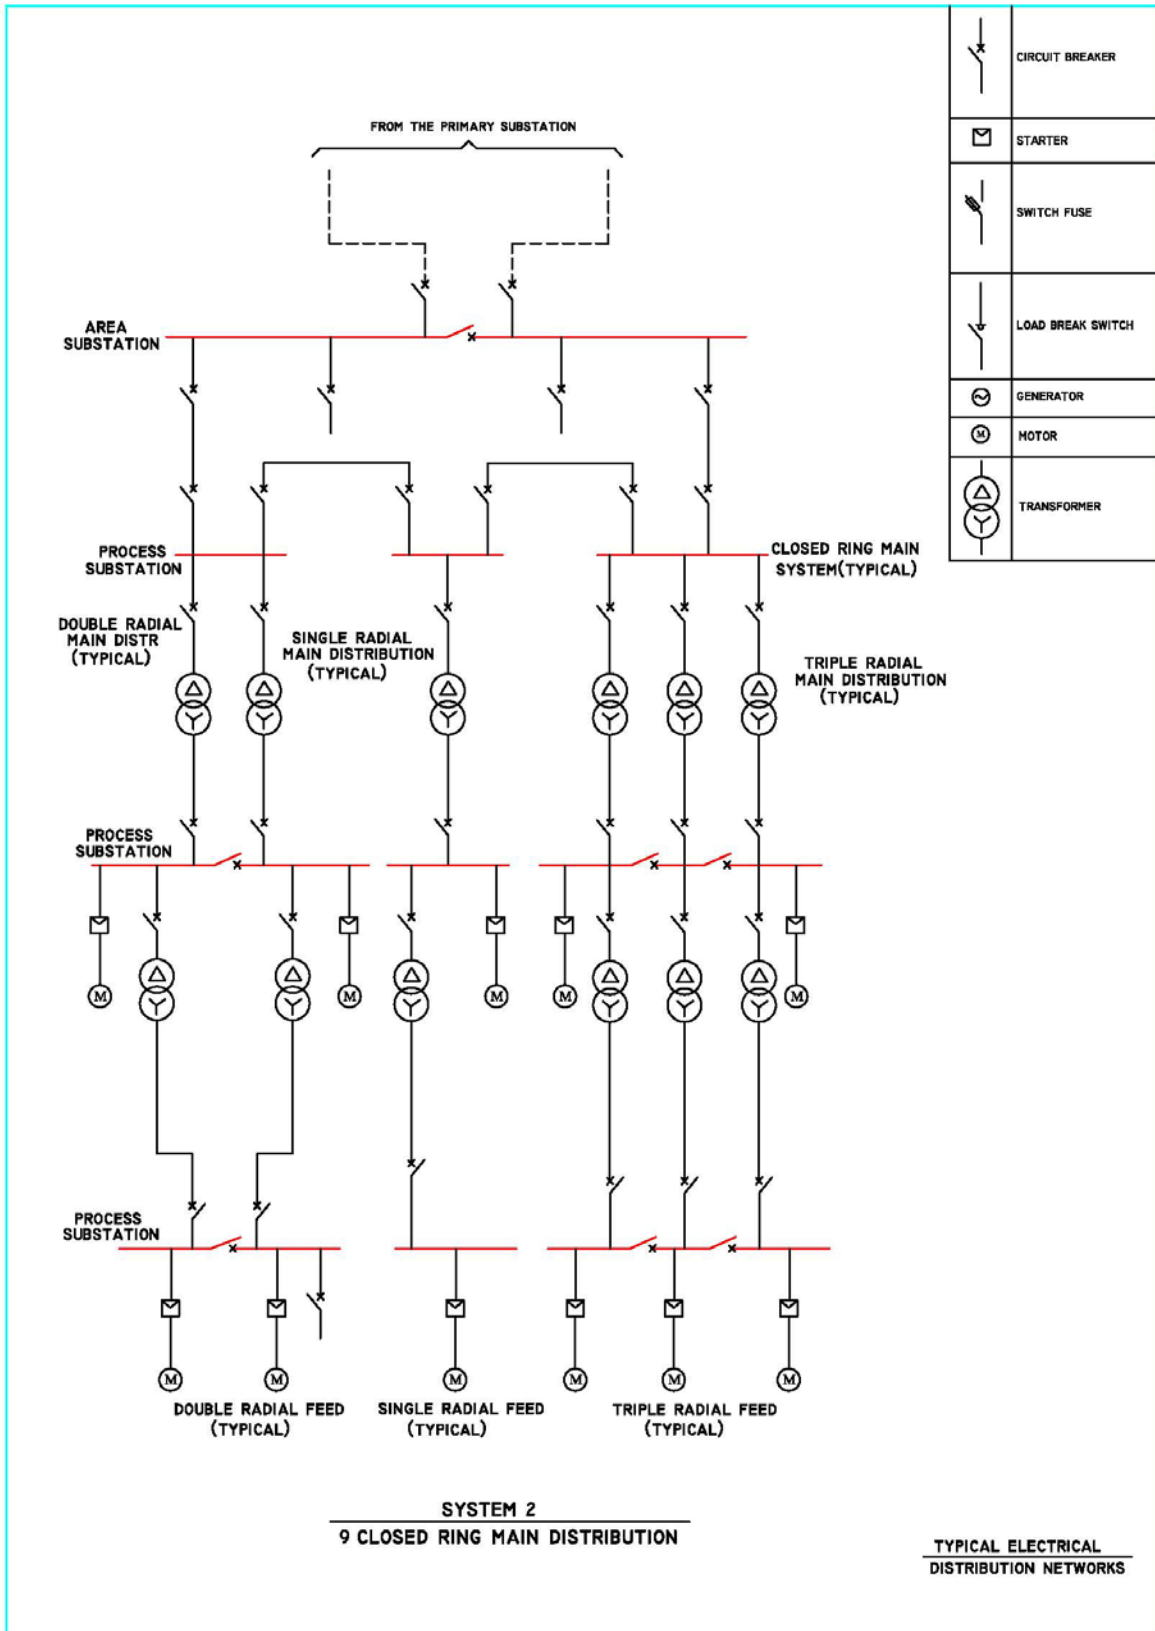 CIRCUIT BREAKER
STARTER
SWITCH FUSE
LOAD BREAK SWITCH
GENERATOR
M
MOTOR
TRANSFORMER
FROM THE PRIMARY SUBSTATION
AREA
SUBSTATION
PROCESS
SUBSTATION
CLOSED RING MAIN
SYSTEM(TYPICAL)
DOUBLE RADIAL
MAIN DISTR
(TYPICAL)
SINGLE RADIAL
MAIN DISTRIBUTION
(TYPICAL)
TRIPLE RADIAL
MAIN DISTRIBUTION
(TYPICAL)
PROCESS
SUBSTATION
M
M
M
M
M
PROCESS
SUBSTATION
M
M
M
M
M
M
DOUBLE RADIAL FEED
(TYPICAL)
SINGLE RADIAL FEED
(TYPICAL)
TRIPLE RADIAL FEED
(TYPICAL)
SYSTEM 2
9 CLOSED RING MAIN DISTRIBUTION
TYPICAL ELECTRICAL
DISTRIBUTION NETWORKS